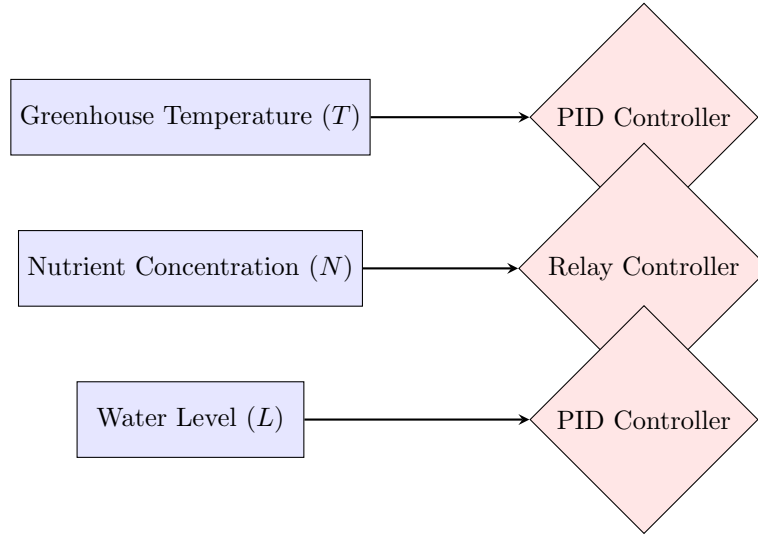 Greenhouse Temperature (T)
PID Controller
Nutrient Concentration (N)
Relay Controller
Water Level (L)
PID Controller